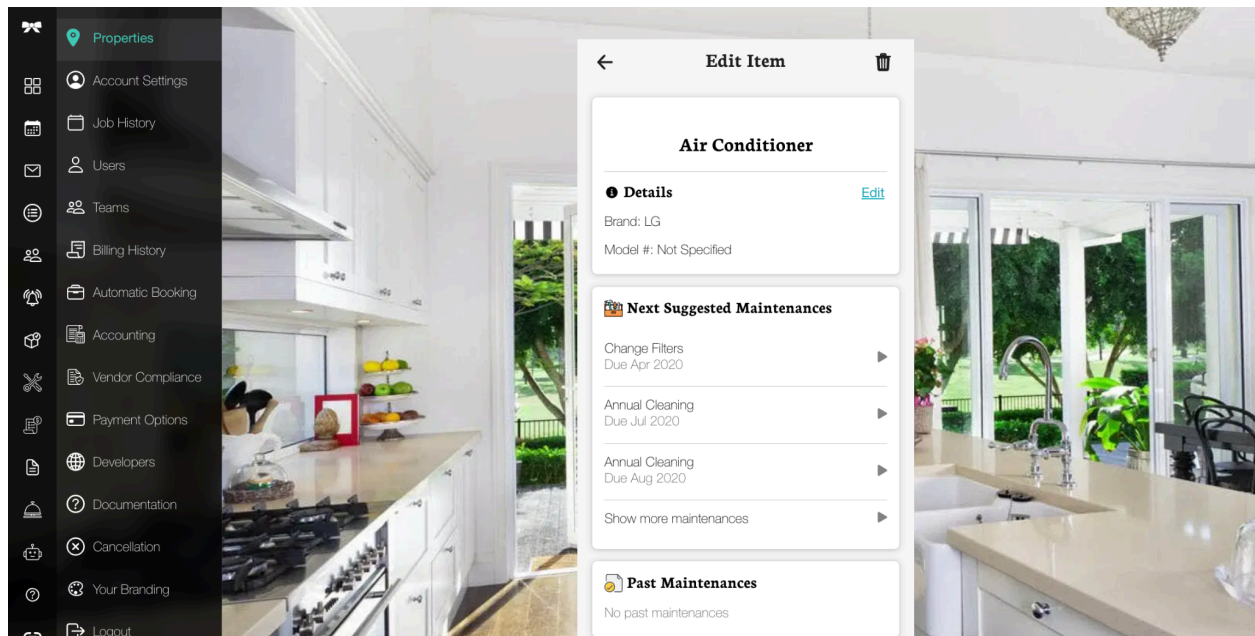 Properties
Account Settings
Job History
Users
Teams
Billing History
Automatic Booking
Accounting
Vendor Compliance
Payment Options
Developers
Documentation
Cancellation
Your Branding
Logout
Edit Item
Air Conditioner
Details
Edit
Brand: LG
Model #: Not Specified
Next Suggested Maintenances
Change Filters
Due Apr 2020
Annual Cleaning
Due Jul 2020
Annual Cleaning
Due Aug 2020
Show more maintenances
Past Maintenances
No past maintenances